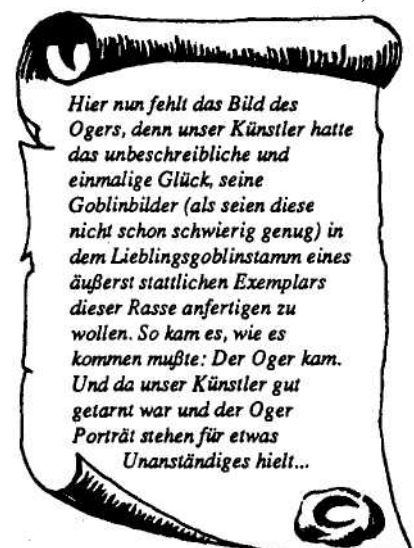 Hier nun fehlt das Bild des
Ogers, denn unser Künstler hatte
das unbeschreibliche und
einmalige Glück, seine
Goblinbilder (als seien diese
nicht schon schwierig genug) in
dem Lieblingsgoblinstamm eines
äußerst stattlichen Exemplars
dieser Rasse anfertigen zu
wollen. So kam es, wie es
kommen mußte: Der Oger kam.
Und da unser Künstler gut
getarnt war und der Oger
Porträt stehen für etwas
Unanständiges hielt...
C